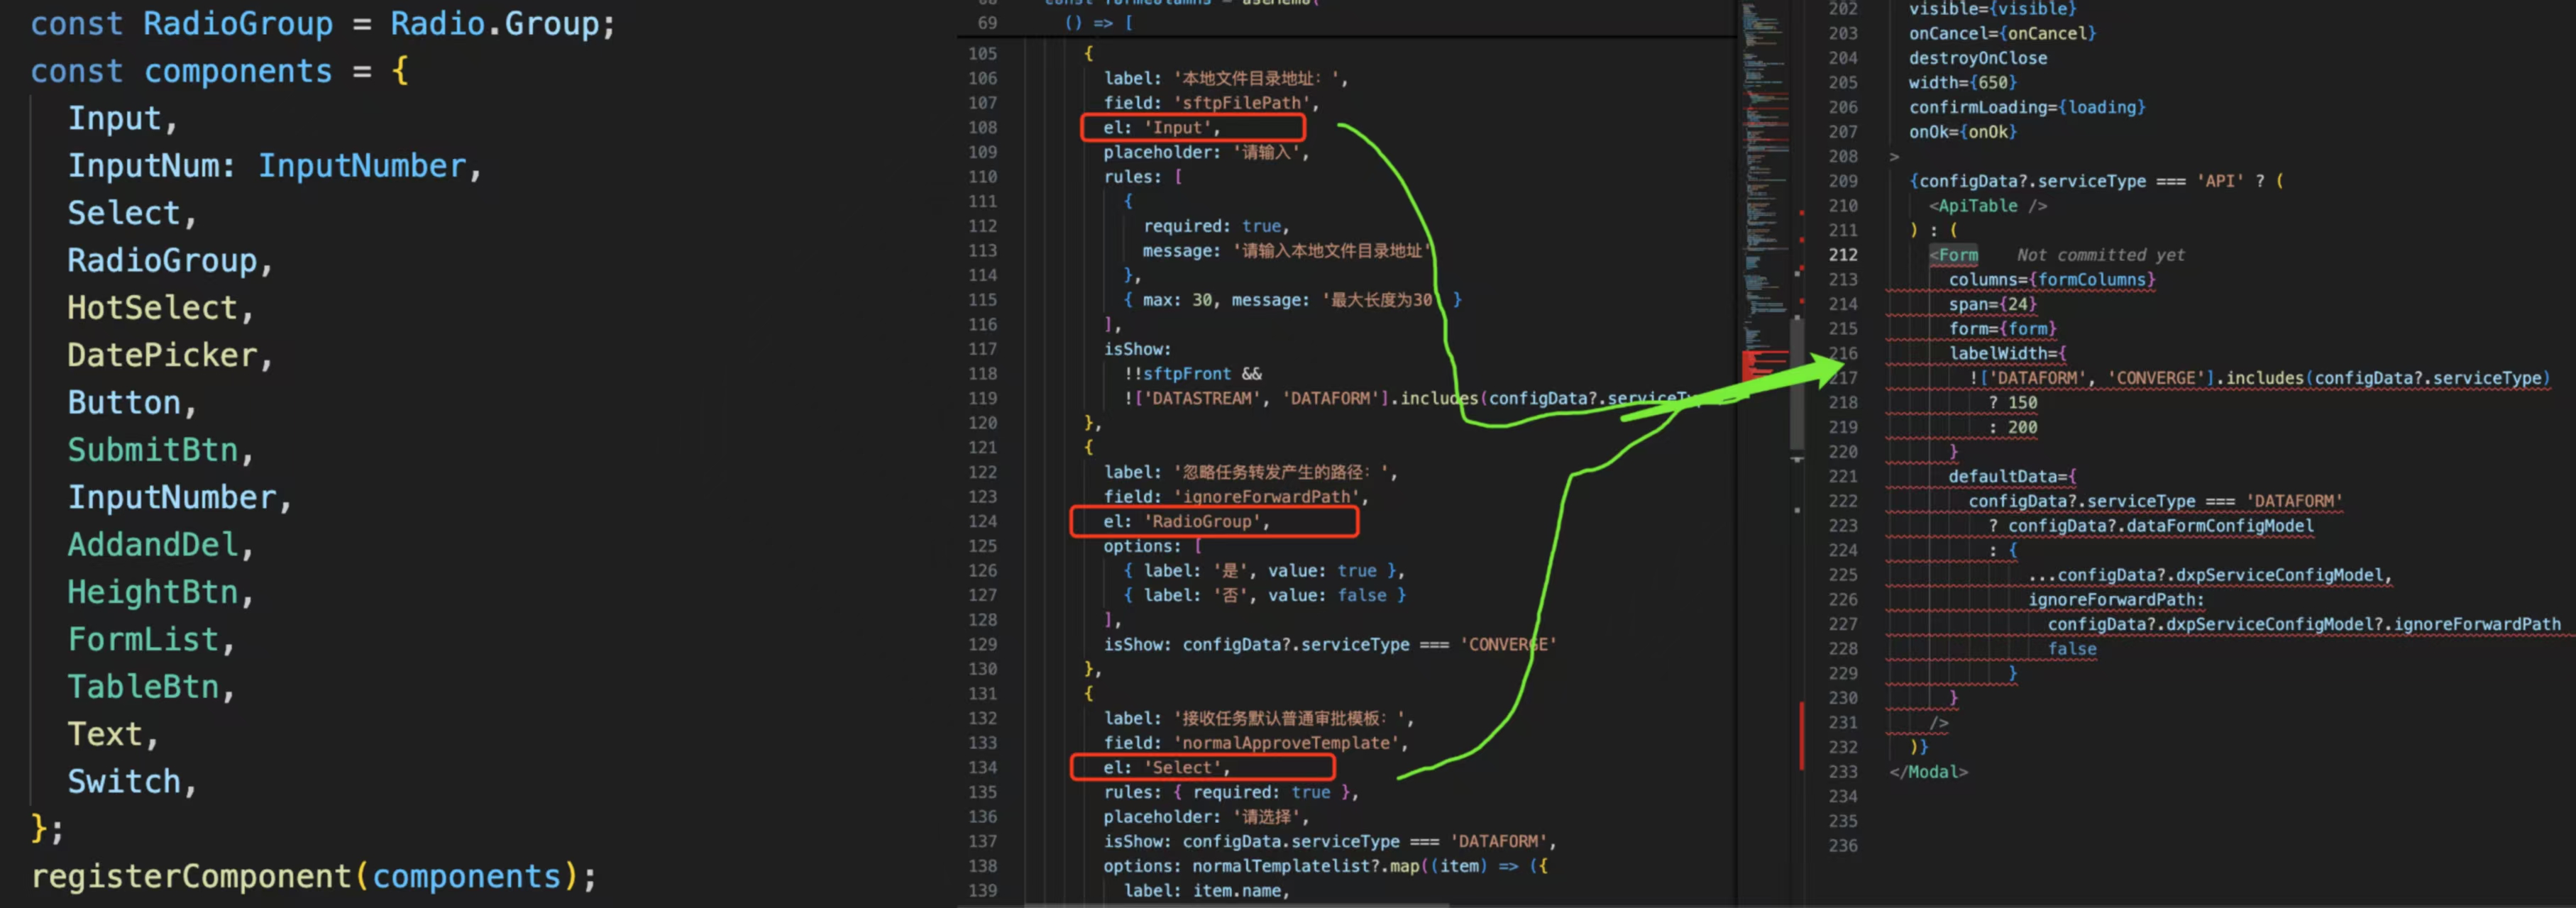 const RadioGroup = Radio.Group;
const components = {
Input,
InputNum: InputNumber,
Select,
RadioGroup,
HotSelect,
DatePicker,
Button,
SubmitBtn,
InputNumber,
AddandDel,
HeightBtn,
FormList,
TableBtn,
Text,
Switch,
};
registerComponent(components);
69 () => [
105 {
106 label: '本地文件目录地址: ',
107 field: 'sftpFilePath',
108 el: 'Input',
109 placeholder: '请输入',
110 rules: [
111 {
112 required: true,
113 message: '请输入本地文件目录地址'
114 },
115 { max: 30, message: '最大长度为30 }
116 ],
117 isShow:
118 !!sftpFront &&
119 !['DATASTREAM', 'DATAFORM'].includes(configData?.serviceTy
120 },
121 {
122 label: '忽略任务转发产生的路径: ',
123 field: 'ignoreForwardPath',
124 el: 'RadioGroup',
125 options: [
126 { label: '是', value: true },
127 { label: '否', value: false }
128 ],
129 isShow: configData?.serviceType === 'CONVERGE'
130 },
131 {
132 label: '接收任务默认普通审批模板: ',
133 field: 'normalApproveTemplate',
134 el: 'Select',
135 rules: { required: true },
136 placeholder: '请选择',
137 isShow: configData.serviceType === 'DATAFORM',
138 options: normalTemplatelist?.map((item) => ({
139 label: item.name,
202 visible={visible}
203 onCancel={onCancel}
204 destroyOnClose
205 width={650}
206 confirmLoading={loading}
207 onOk={onOk}
208 >
209 {configData?.serviceType === 'API' ? (
210 <ApiTable />
211 ) : (
212 <Form Not committed yet
213 columns={formColumns}
214 span={24}
215 form={form}
216 labelWidth={
217 !['DATAFORM', 'CONVERGE'].includes(configData?.serviceType)
218 ? 150
219 : 200
220 }
221 defaultData={
222 configData?.serviceType === 'DATAFORM'
223 ? configData?.dataFormConfigModel
224 : {
225 ...configData?.dxpServiceConfigModel,
226 ignoreForwardPath:
227 configData?.dxpServiceConfigModel?.ignoreForwardPath
228 false
229 }
230 }
231 />
232 )}
233 </Modal>
234
235
236